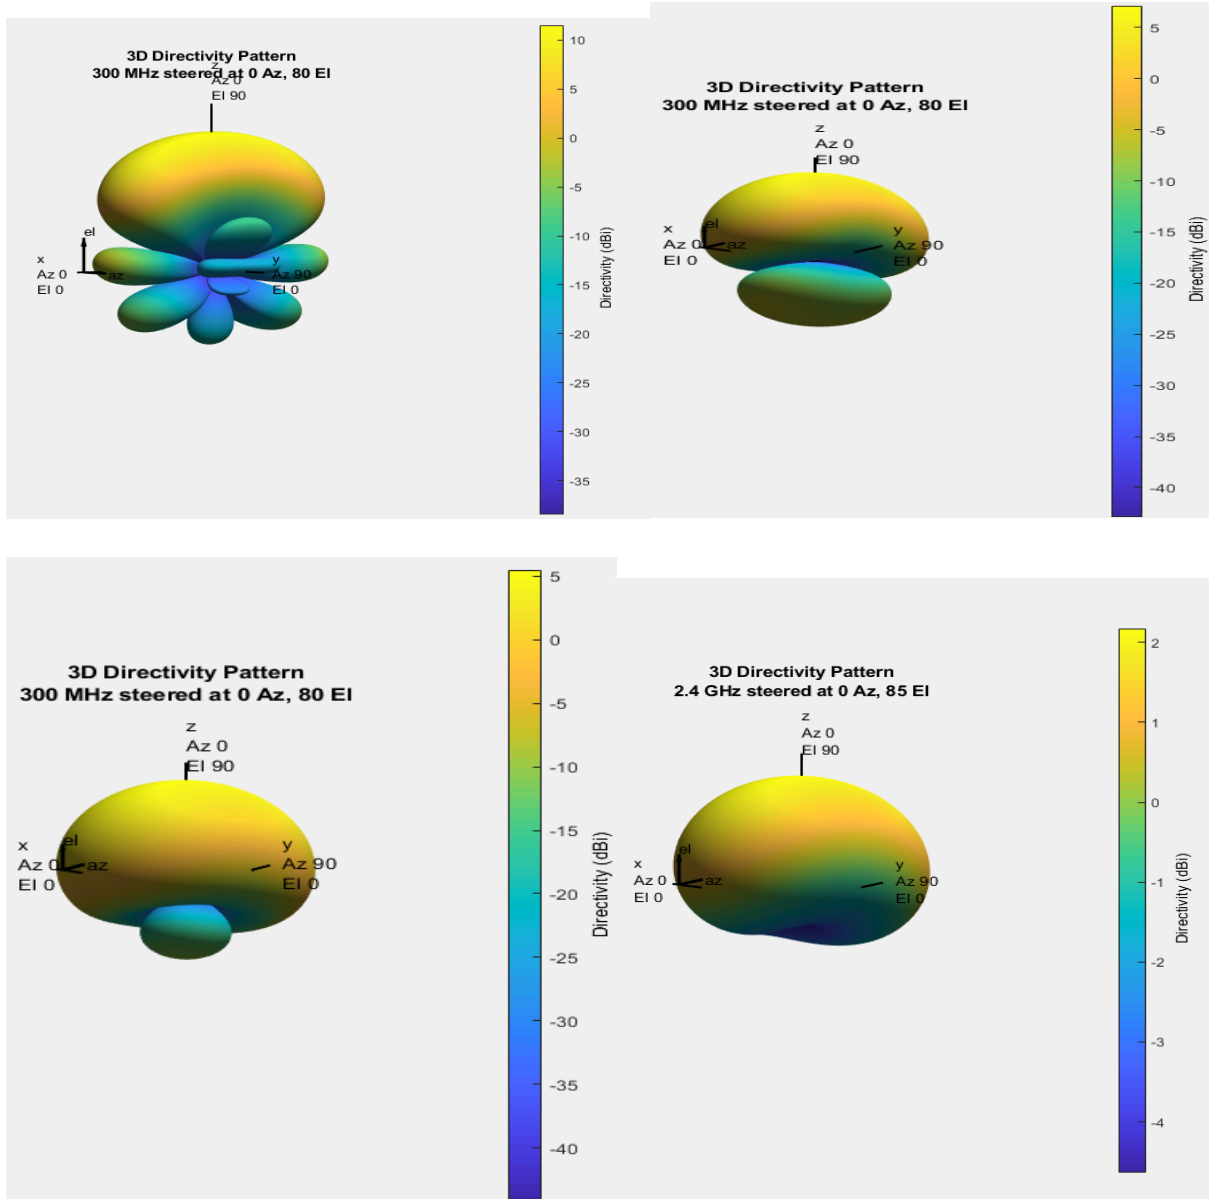 3D Directivity Pattern
300 MHz steered at 0 Az, 80 El
z
Az 0
El 90
el
x
Az 0
El 0
az
y
Az 90
El 0
10
5
0
-5
-10
-15
-20
-25
-30
-35
Directivity (dBi)
3D Directivity Pattern
300 MHz steered at 0 Az, 80 El
z
Az 0
El 90
el
x
Az 0
El 0
az
y
Az 90
El 0
5
0
-5
-10
-15
-20
-25
-30
-35
-40
Directivity (dBi)
3D Directivity Pattern
300 MHz steered at 0 Az, 80 El
z
Az 0
El 90
el
x
Az 0
El 0
az
y
Az 90
El 0
5
0
-5
-10
-15
-20
-25
-30
-35
-40
Directivity (dBi)
3D Directivity Pattern
2.4 GHz steered at 0 Az, 85 El
z
Az 0
El 90
el
x
Az 0
El 0
az
y
Az 90
El 0
2
1
0
-1
-2
-3
-4
Directivity (dBi)